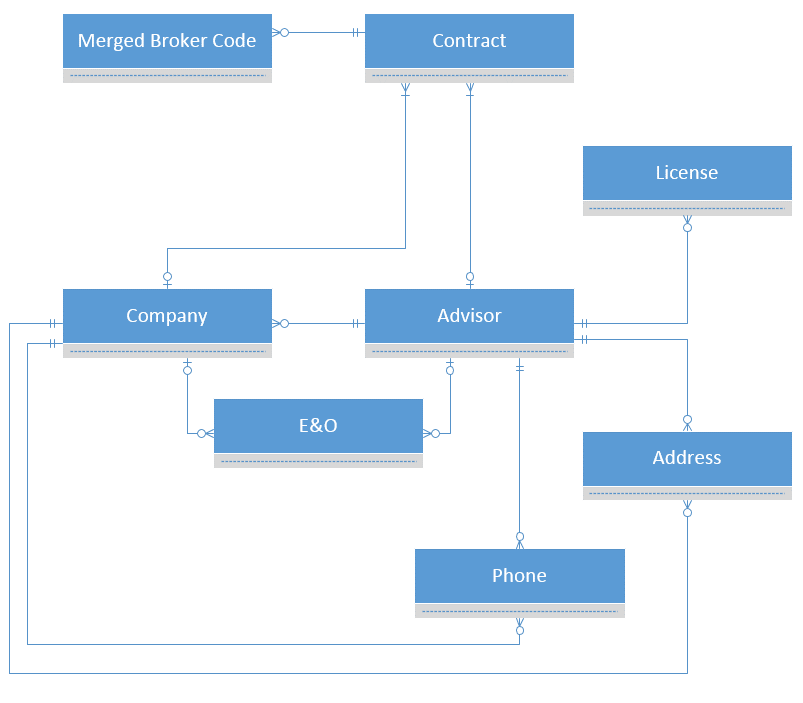 Merged Broker Code
Contract
License
Company
Advisor
E&O
Address
Phone